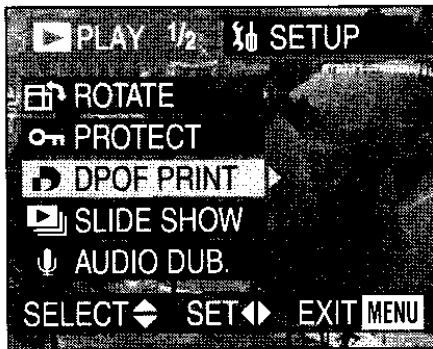 PLAY 1/2 SETUP
ROTATE
PROTECT
DPOF PRINT
SLIDE SHOW
AUDIO DUB.
SELECT SET EXIT MENU